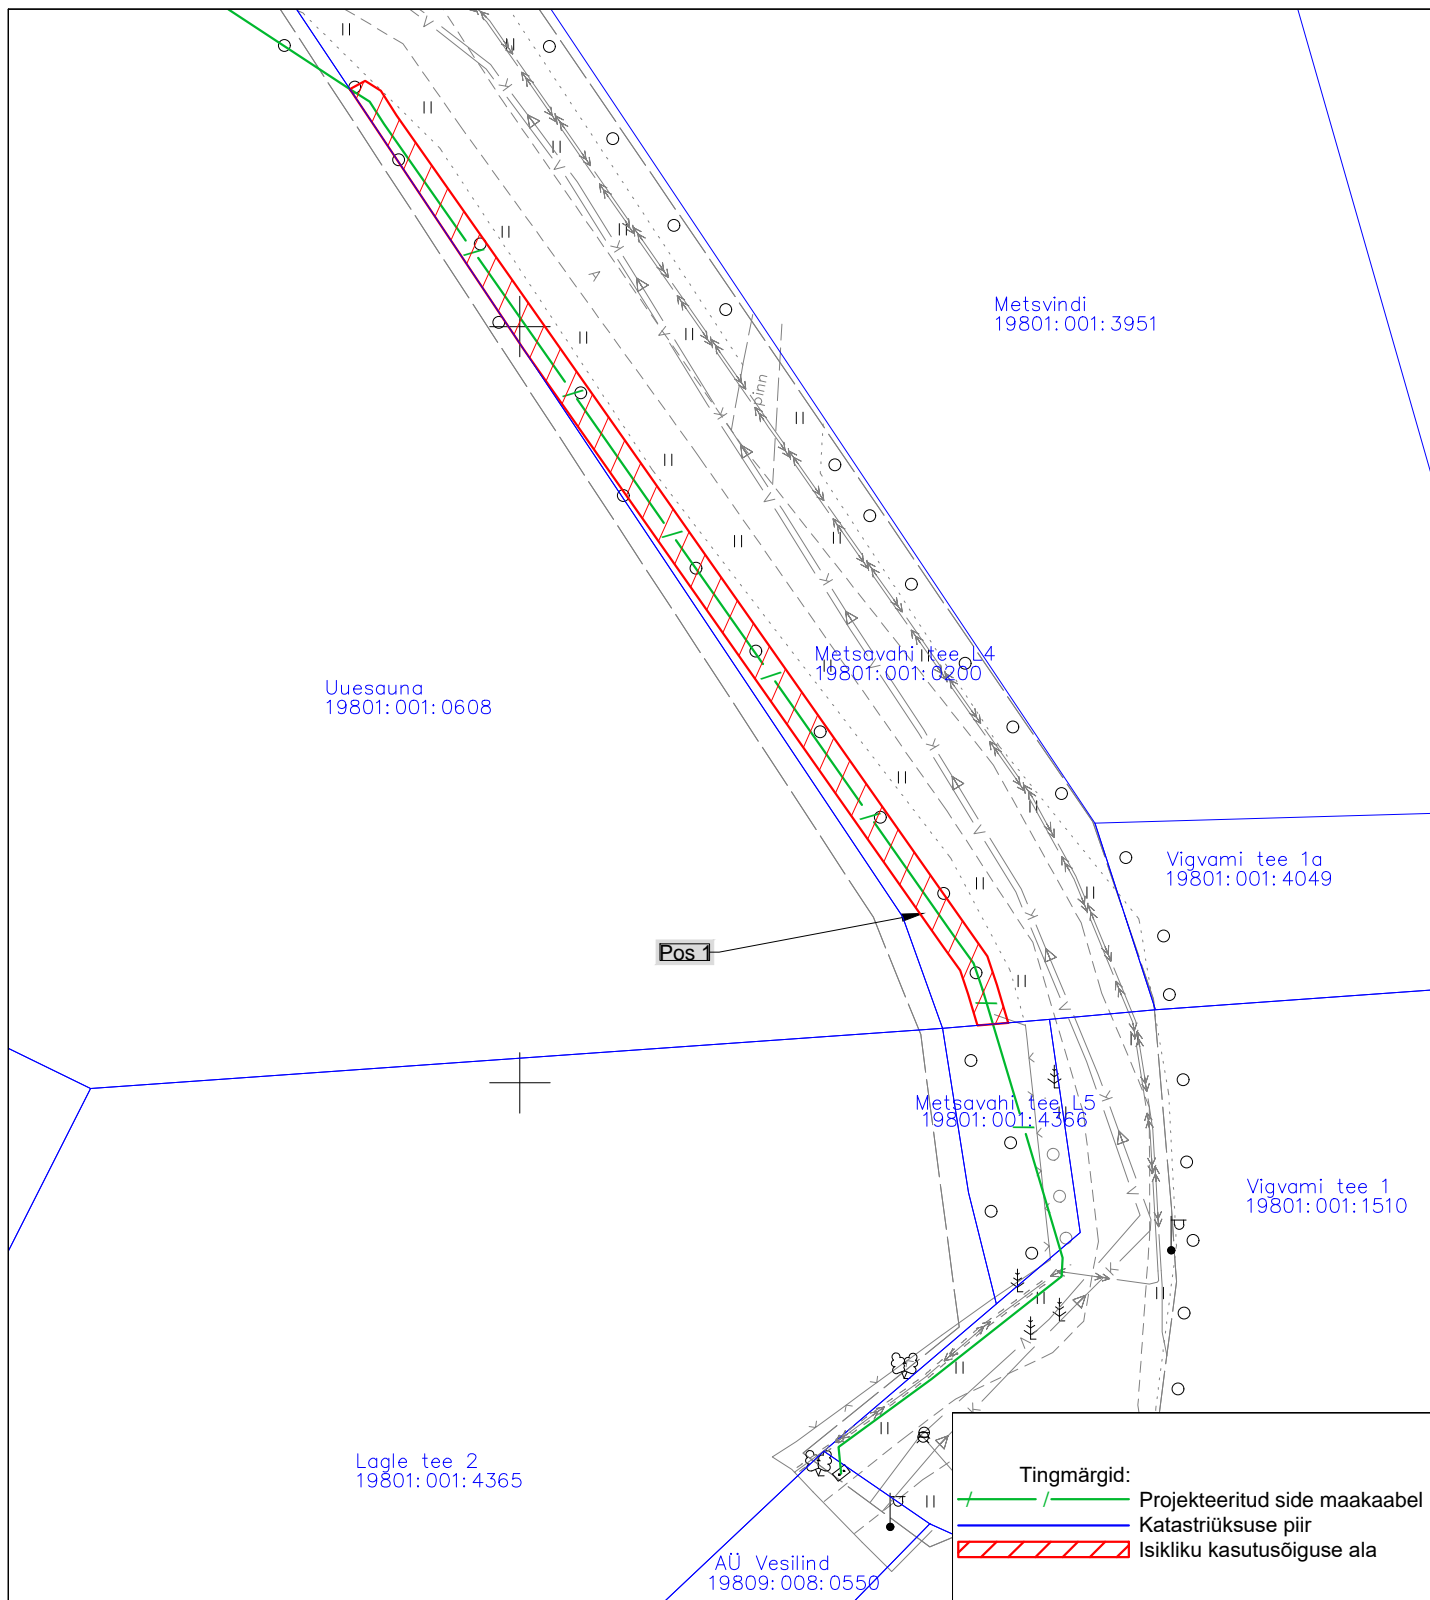 Metsvindi
19801:001:3951
pinn
Metsavahi tee L4
19801:001:0200
Uuesauna
19801:001:0608
Vigvami tee 1a
19801:001:4049
Pos 1
Metsavahi tee L5
19801:001:4366
Vigvami tee 1
19801:001:1510
Lagle tee 2
19801:001:4365
AÜ Vesilind
19809:008:0550
Tingmärgid:
Projekteeritud side maakaabel
Katastriüksuse piir
Isikliku kasutusõiguse ala